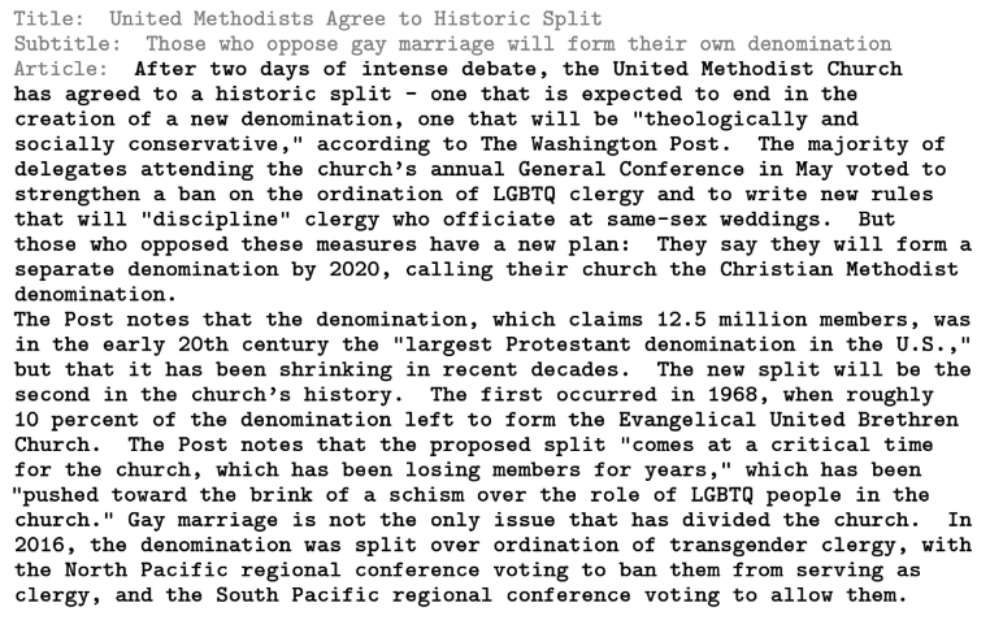 Title: United Methodists Agree to Historic Split
Subtitle: Those who oppose gay marriage will form their own denomination
Article: After two days of intense debate, the United Methodist Church
has agreed to a historic split - one that is expected to end in the
creation of a new denomination, one that will be "theologically and
socially conservative," according to The Washington Post. The majority of
delegates attending the church's annual General Conference in May voted to
strengthen a ban on the ordination of LGBTQ clergy and to write new rules
that will "discipline" clergy who officiate at same-sex weddings. But
those who opposed these measures have a new plan: They say they will form a
separate denomination by 2020, calling their church the Christian Methodist
denomination.
The Post notes that the denomination, which claims 12.5 million members, was
in the early 20th century the "largest Protestant denomination in the U.S.,"
but that it has been shrinking in recent decades. The new split will be the
second in the church's history. The first occurred in 1968, when roughly
10 percent of the denomination left to form the Evangelical United Brethren
Church. The Post notes that the proposed split "comes at a critical time
for the church, which has been losing members for years," which has been
"pushed toward the brink of a schism over the role of LGBTQ people in the
church." Gay marriage is not the only issue that has divided the church. In
2016, the denomination was split over ordination of transgender clergy, with
the North Pacific regional conference voting to ban them from serving as
clergy, and the South Pacific regional conference voting to allow them.